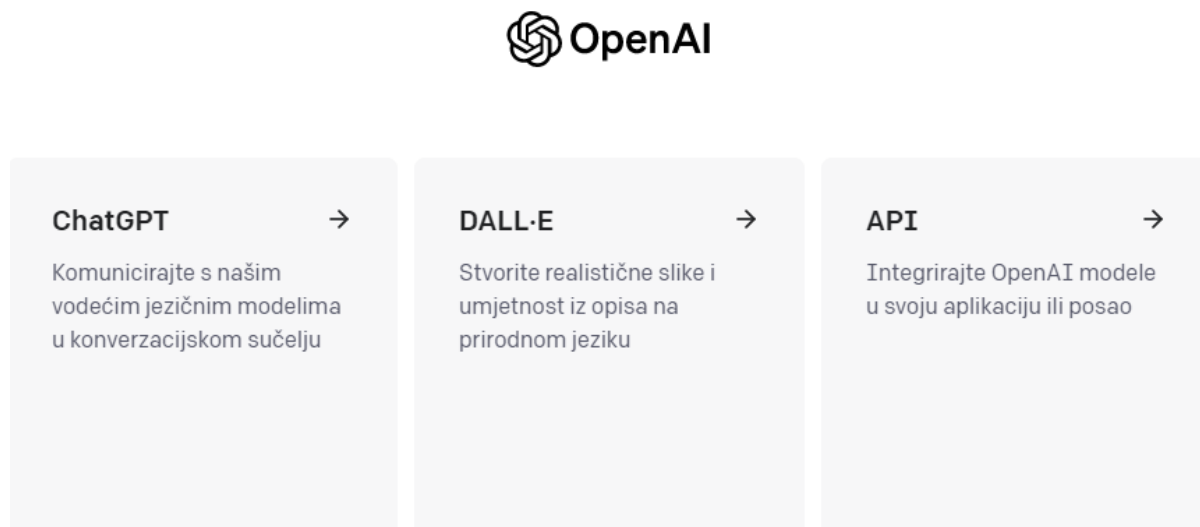 OpenAI
ChatGPT
Komunicirajte s našim
vodećim jezičnim modelima
u konverzacijskom sučelju
DALL·E
Stvorite realistične slike i
umjetnost iz opisa na
prirodnom jeziku
API
Integrirajte OpenAI modele
u svoju aplikaciju ili posao